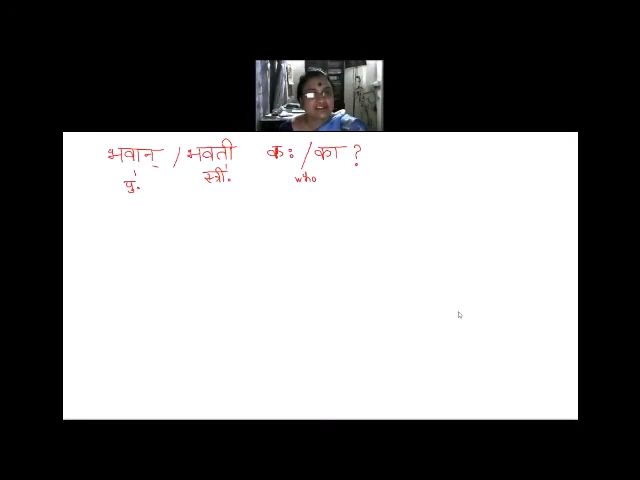 भवान् / भवती कः / का ?
पुं. स्त्री. who